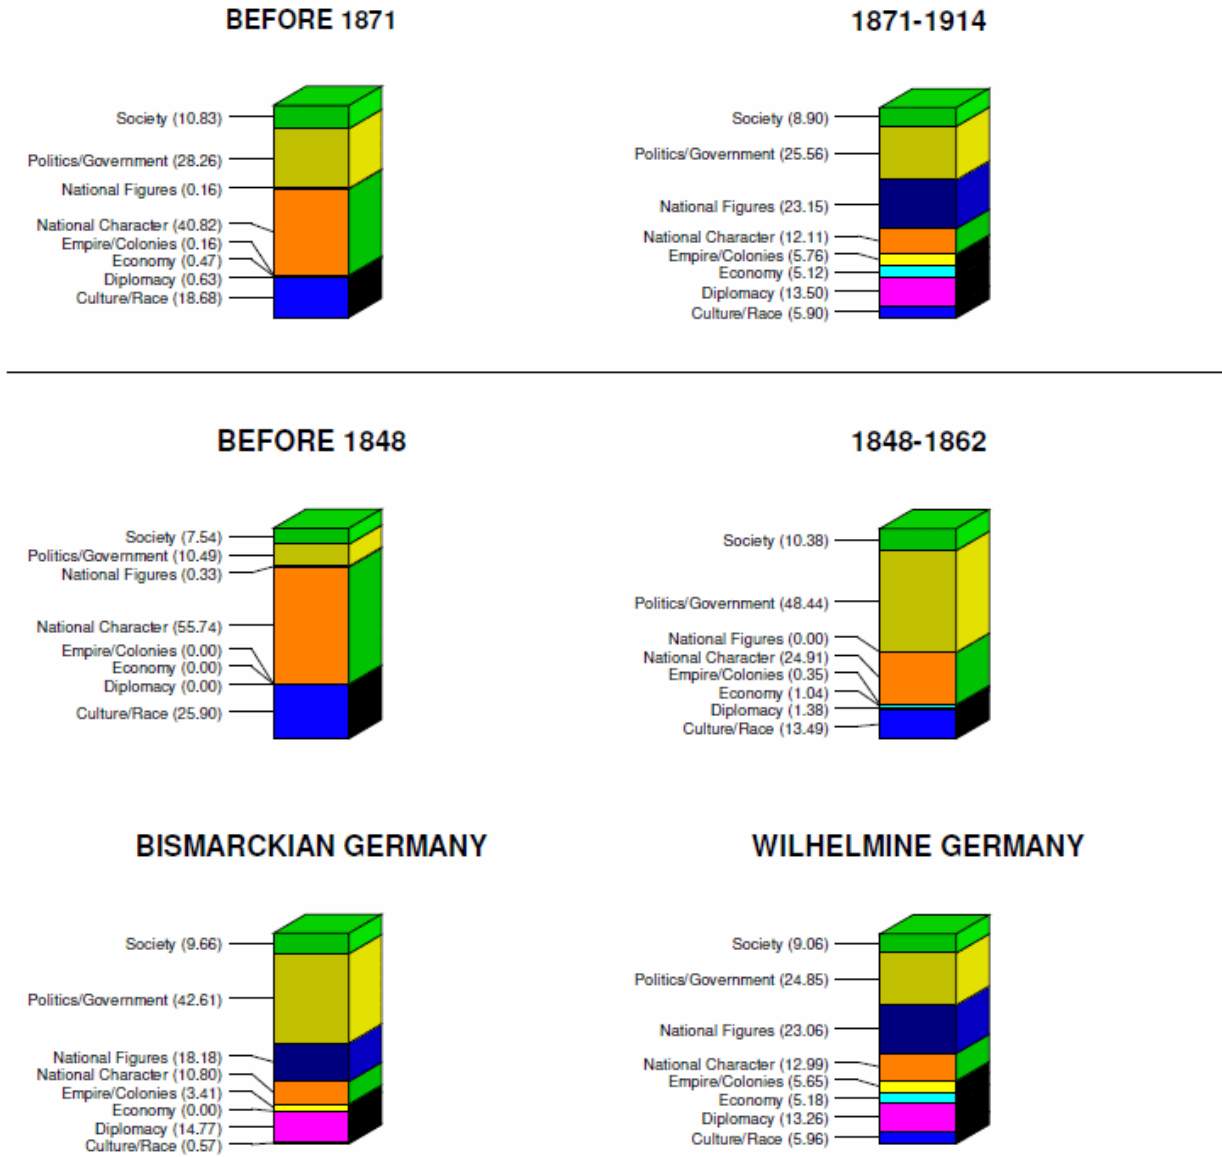 BEFORE 1871
Society (10.83)
Politics/Government (28.26)
National Figures (0.16)
National Character (40.82)
Empire/Colonies (0.16)
Economy (0.47)
Diplomacy (0.63)
Culture/Race (18.68)
1871-1914
Society (8.90)
Politics/Government (25.56)
National Figures (23.15)
National Character (12.11)
Empire/Colonies (5.76)
Economy (5.12)
Diplomacy (13.50)
Culture/Race (5.90)
BEFORE 1848
Society (7.54)
Politics/Government (10.49)
National Figures (0.33)
National Character (55.74)
Empire/Colonies (0.00)
Economy (0.00)
Diplomacy (0.00)
Culture/Race (25.90)
1848-1862
Society (10.38)
Politics/Government (48.44)
National Figures (0.00)
National Character (24.91)
Empire/Colonies (0.35)
Economy (1.04)
Diplomacy (1.38)
Culture/Race (13.49)
BISMARCKIAN GERMANY
Society (9.66)
Politics/Government (42.61)
National Figures (18.18)
National Character (10.80)
Empire/Colonies (3.41)
Economy (0.00)
Diplomacy (14.77)
Culture/Race (0.57)
WILHELMINE GERMANY
Society (9.06)
Politics/Government (24.85)
National Figures (23.06)
National Character (12.99)
Empire/Colonies (5.65)
Economy (5.18)
Diplomacy (13.26)
Culture/Race (5.96)